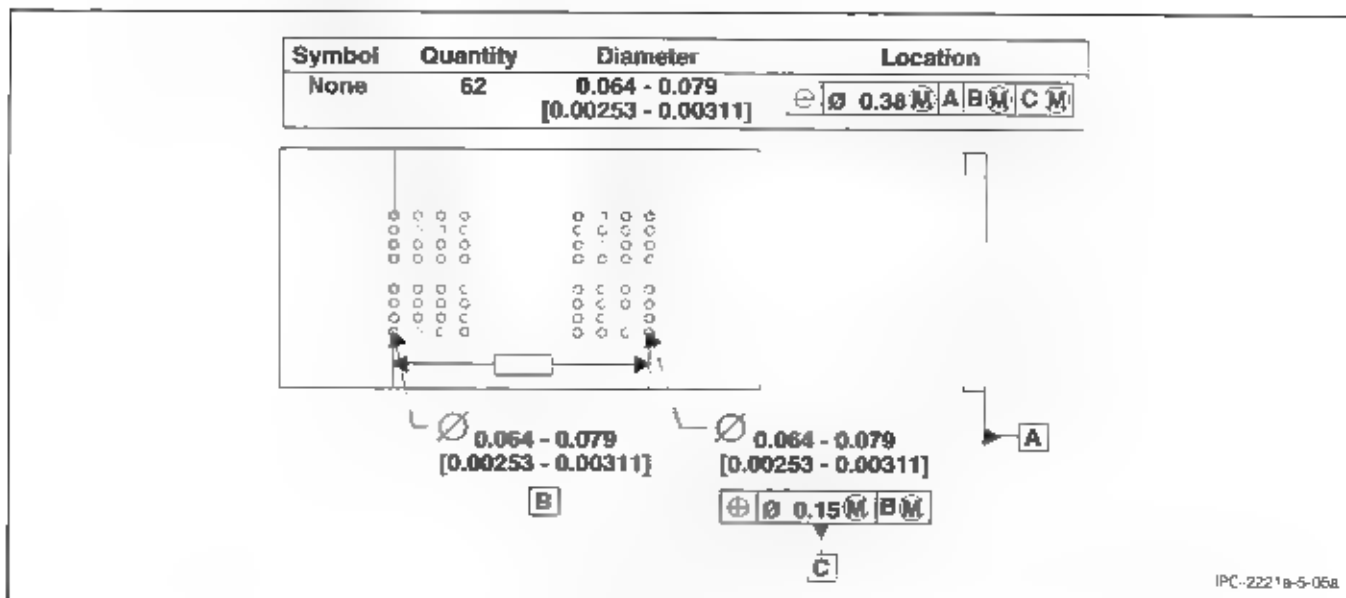 Symbol Quantity Diameter Location
None 62 0.064 - 0.079
[0.00253 - 0.00311]
Ø 0.38 Ⓜ A B Ⓜ C Ⓜ
Ø 0.064 - 0.079
[0.00253 - 0.00311]
B
Ø 0.064 - 0.079
[0.00253 - 0.00311]
⌖ Ø 0.15 Ⓜ B Ⓜ
C
A
IPC-2221a-5-05a